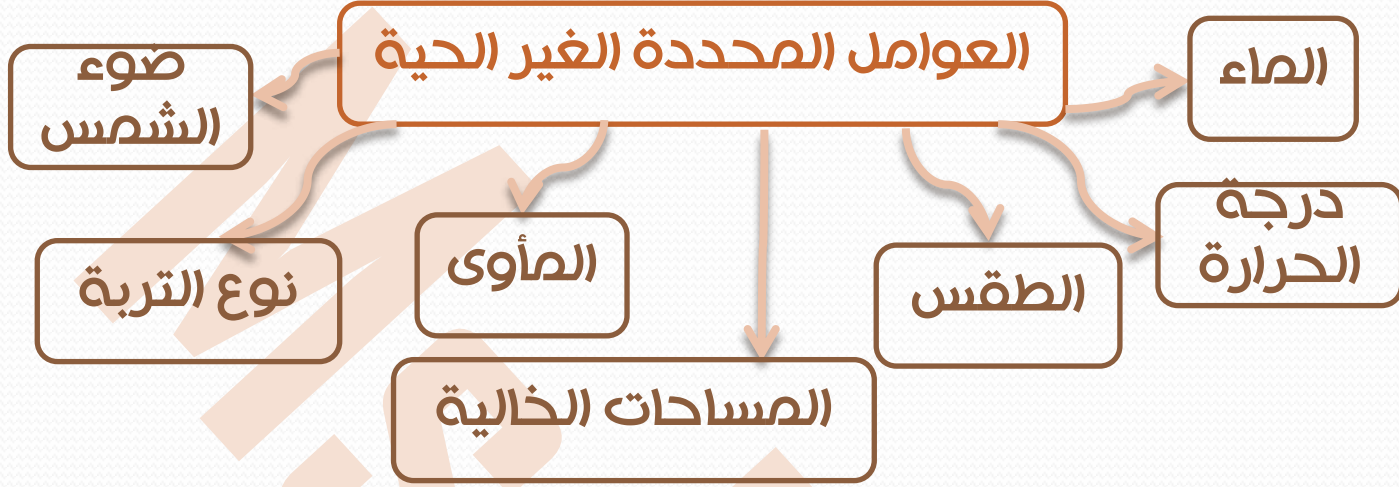 العوامل المحددة الغير الحية
الماء
درجة
الحرارة
الطقس
المساحات الخالية
المأوى
نوع التربة
ضوء
الشمس